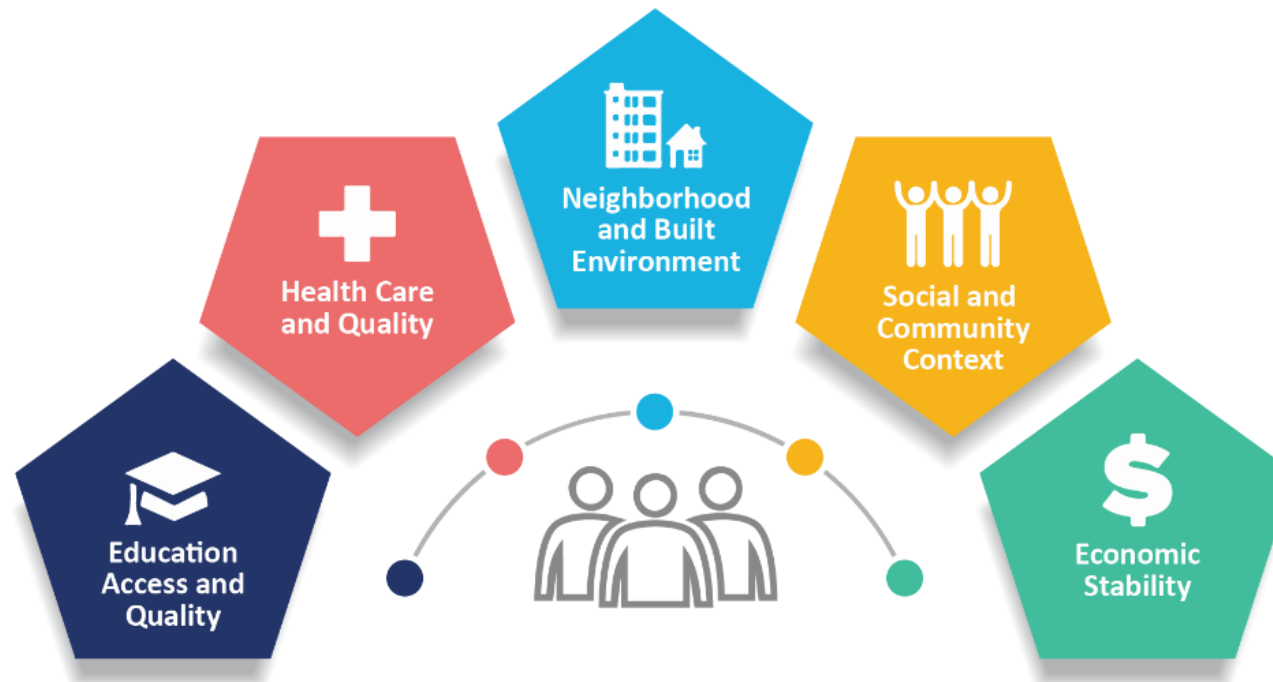 Education
Access and
Quality
Health Care
and Quality
Neighborhood
and Built
Environment
Social and
Community
Context
$
Economic
Stability